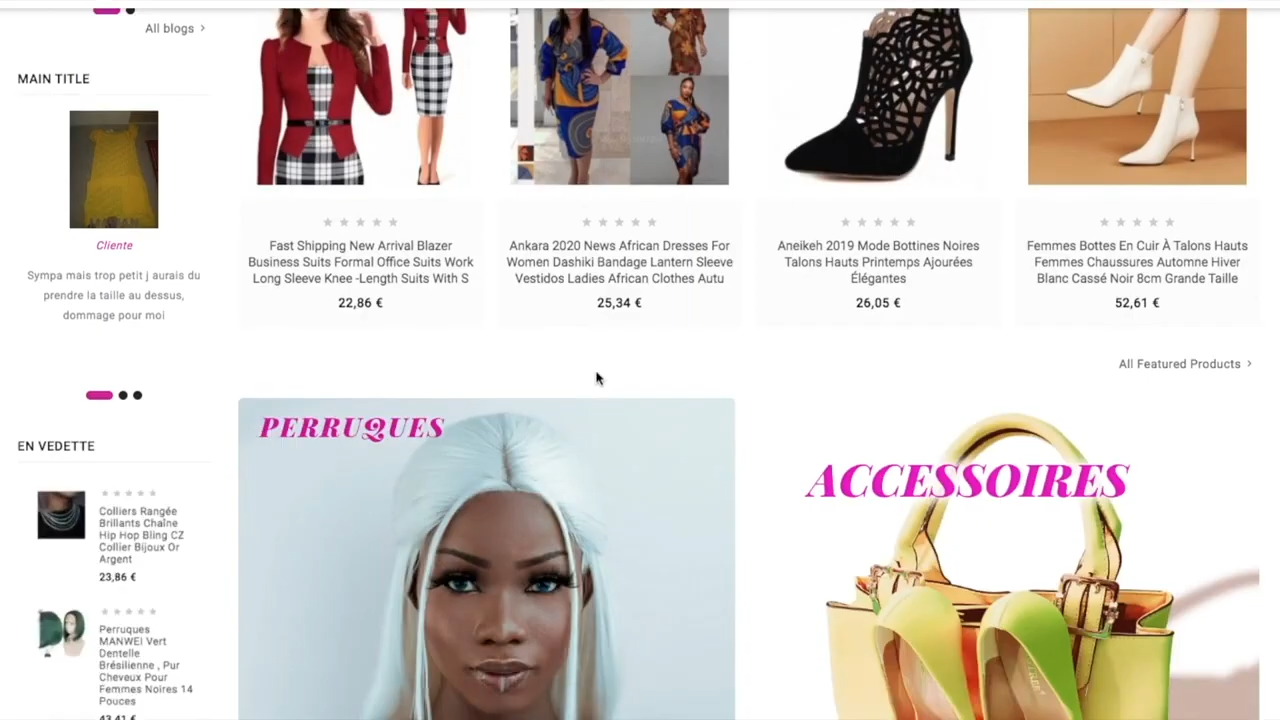 All blogs
MAIN TITLE
Cliente
Sympa mais trop petit j aurais du
prendre la taille au dessus,
dommage pour moi
EN VEDETTE
Colliers Rangée
Brillants Chaîne
Hip Hop Bling CZ
Collier Bijoux Or
Argent
23,86 €
Perruques
MANWEI Vert
Dentelle
Brésilienne , Pur
Cheveux Pour
Femmes Noires 14
Pouces
43,41 €
Fast Shipping New Arrival Blazer
Business Suits Formal Office Suits Work
Long Sleeve Knee -Length Suits With S
22,86 €
Ankara 2020 News African Dresses For
Women Dashiki Bandage Lantern Sleeve
Vestidos Ladies African Clothes Autu
25,34 €
Aneikeh 2019 Mode Bottines Noires
Talons Hauts Printemps Ajourées
Élégantes
26,05 €
Femmes Bottes En Cuir À Talons Hauts
Femmes Chaussures Automne Hiver
Blanc Cassé Noir 8cm Grande Taille
52,61 €
All Featured Products
PERRUQUES
ACCESSOIRES